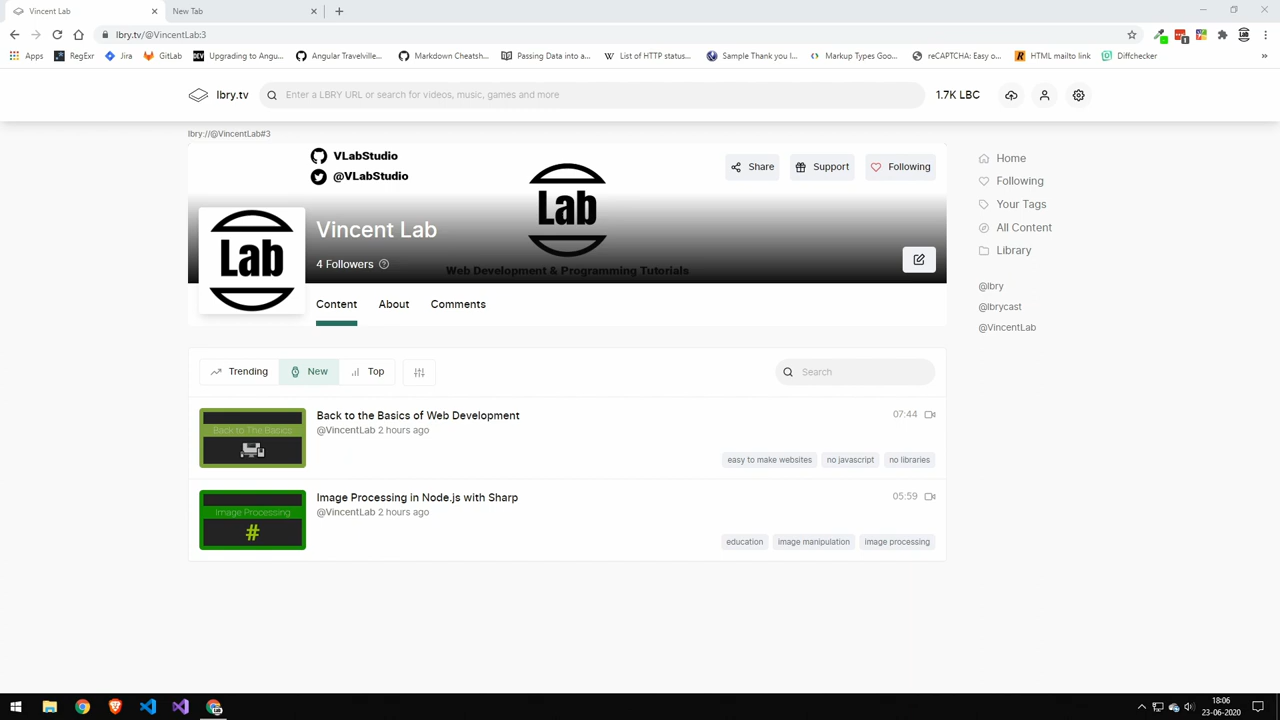 Vincent Lab
New Tab
lbry.tv/@VincentLab:3
Apps
RegExr
Jira
GitLab
Upgrading to Angu...
Angular Travelville...
Markdown Cheatsh...
Passing Data into a...
List of HTTP status...
Sample Thank you l...
Markup Types Goo...
reCAPTCHA: Easy o...
HTML mailto link
Diffchecker
»
lbry.tv
Enter a LBRY URL or search for videos, music, games and more
1.7K LBC
lbry://@VincentLab#3
VLabStudio
@VLabStudio
Lab
Web Development & Programming Tutorials
Share
Support
Following
Lab
Vincent Lab
4 Followers
Content
About
Comments
Home
Following
Your Tags
All Content
Library
@lbry
@lbrycast
@VincentLab
Trending
New
Top
Search
Back to The Basics
Back to the Basics of Web Development
@VincentLab 2 hours ago
07:44
easy to make websites
no javascript
no libraries
Image Processing
#
Image Processing in Node.js with Sharp
@VincentLab 2 hours ago
05:59
education
image manipulation
image processing
18:06
23-06-2020